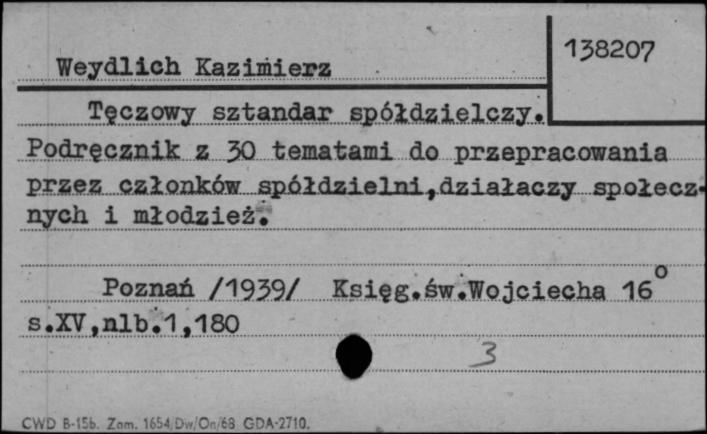 138207
Weydlich Kazimierz
Tęczowy sztandar spółdzielczy.
Podręcznik z 30 tematami do przepracowania
przez członków spółdzielni,działaczy społecz-
nych i młodzież.
Poznań /1939/ Księg.św.Wojciecha 16°
s.XV,nlb.1,180
3
CWD B-15b. Zam. 1654/Dw/On/68 GDA-2710.